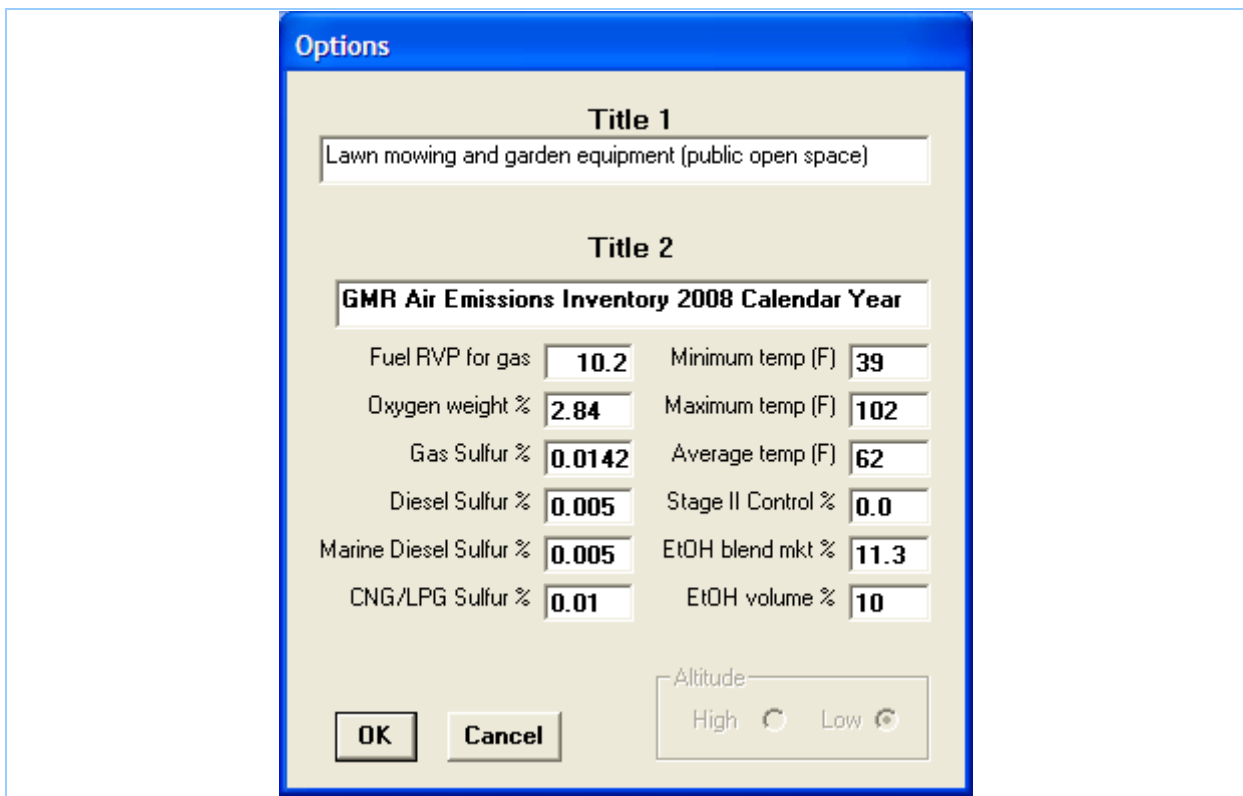 Options
Title 1
Lawn mowing and garden equipment (public open space)
Title 2
GMR Air Emissions Inventory 2008 Calendar Year
Fuel RVP for gas 10.2 Minimum temp (F) 39
Oxygen weight % 2.84 Maximum temp (F) 102
Gas Sulfur % 0.0142 Average temp (F) 62
Diesel Sulfur % 0.005 Stage II Control % 0.0
Marine Diesel Sulfur % 0.005 EtOH blend mkt % 11.3
CNG/LPG Sulfur % 0.01 EtOH volume % 10
Altitude
High Low
OK Cancel